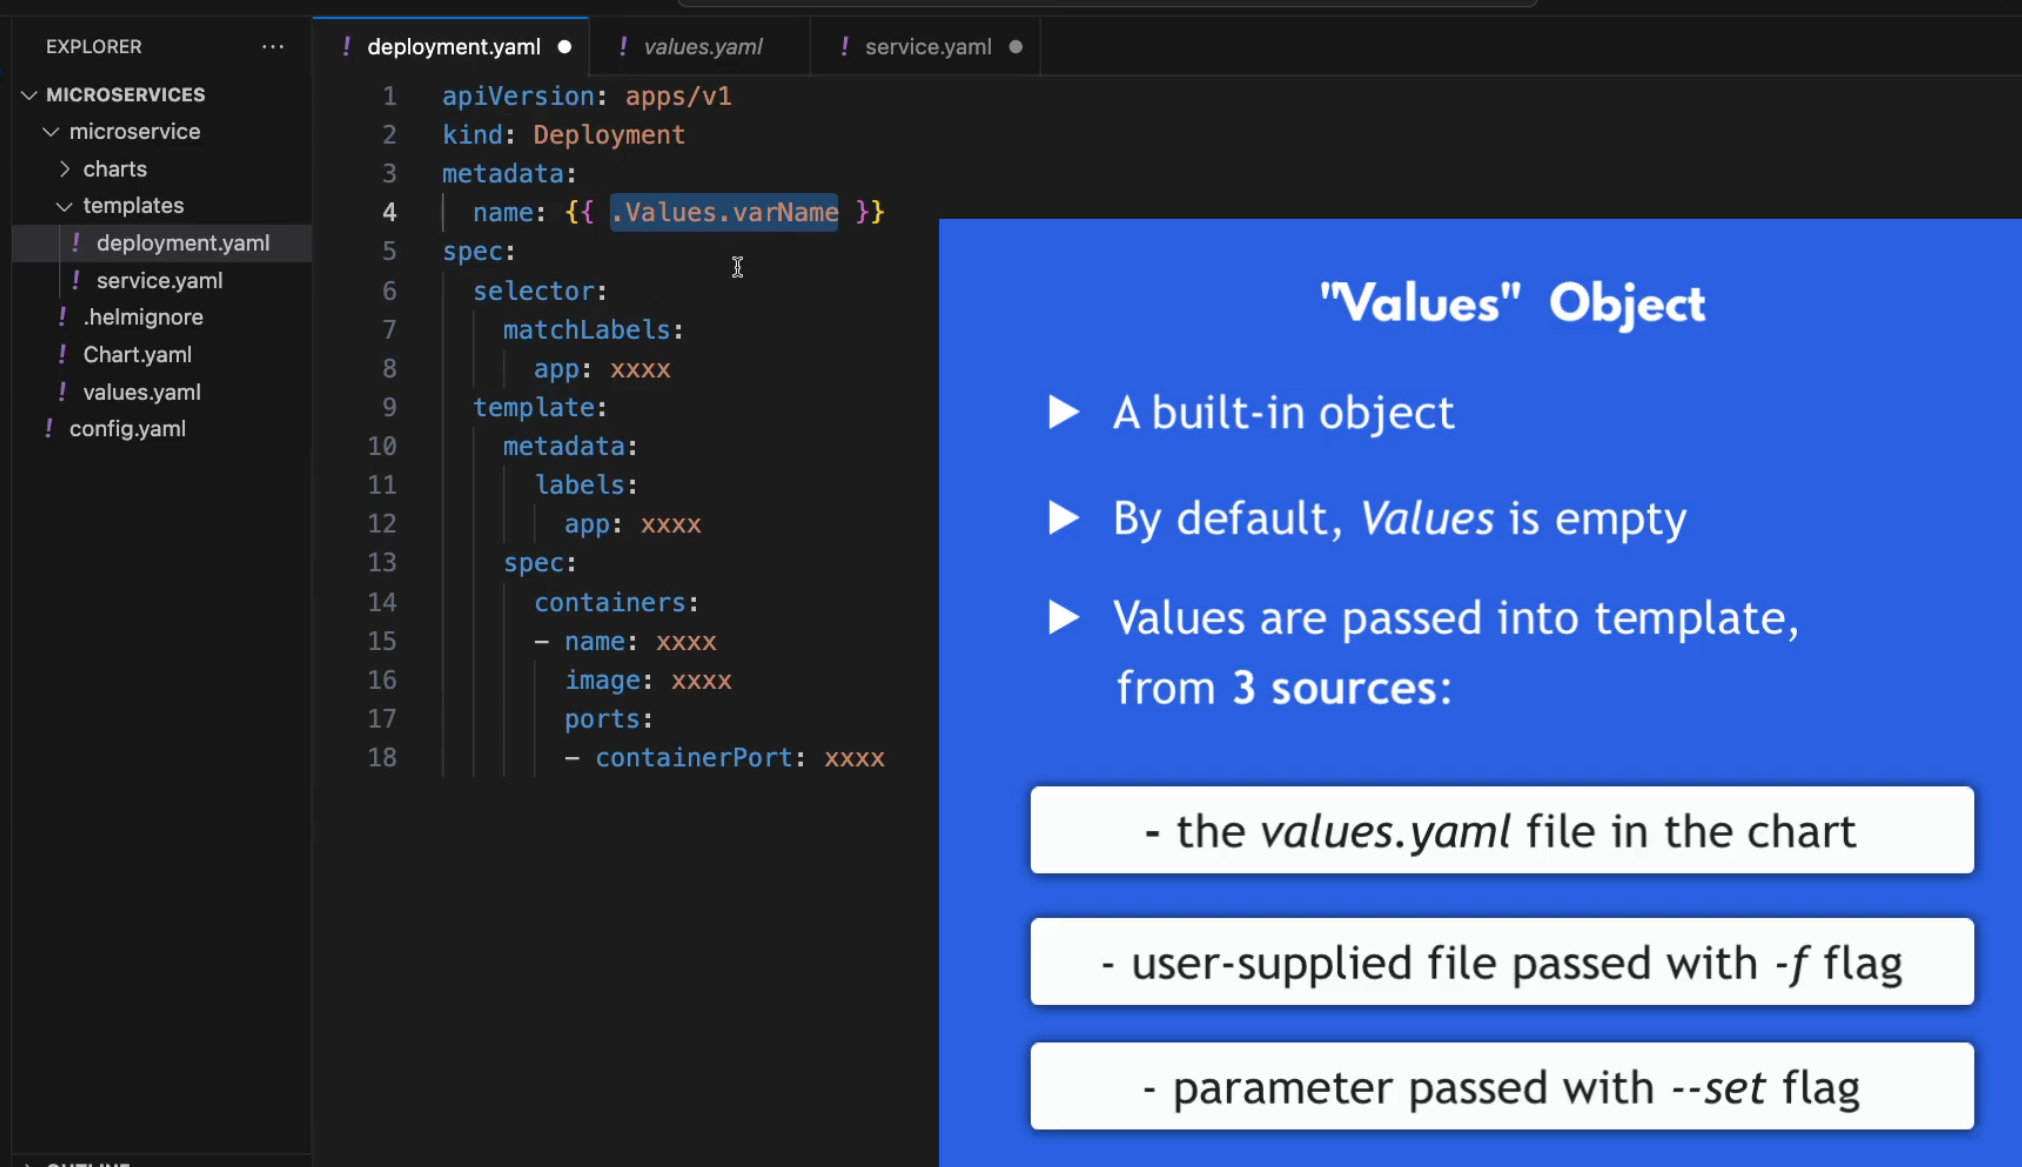 EXPLORER ...
MICROSERVICES
microservice
charts
templates
! deployment.yaml
! service.yaml
! .helmignore
! Chart.yaml
! values.yaml
! config.yaml
OUTLINE
! deployment.yaml ! values.yaml ! service.yaml
1 apiVersion: apps/v1
2 kind: Deployment
3 metadata:
4 name: {{ .Values.varName }}
5 spec:
6 selector:
7 matchLabels:
8 app: xxxx
9 template:
10 metadata:
11 labels:
12 app: xxxx
13 spec:
14 containers:
15 - name: xxxx
16 image: xxxx
17 ports:
18 - containerPort: xxxx
"Values" Object
▶ A built-in object
▶ By default, Values is empty
▶ Values are passed into template,
from 3 sources:
- the values.yaml file in the chart
- user-supplied file passed with -f flag
- parameter passed with --set flag